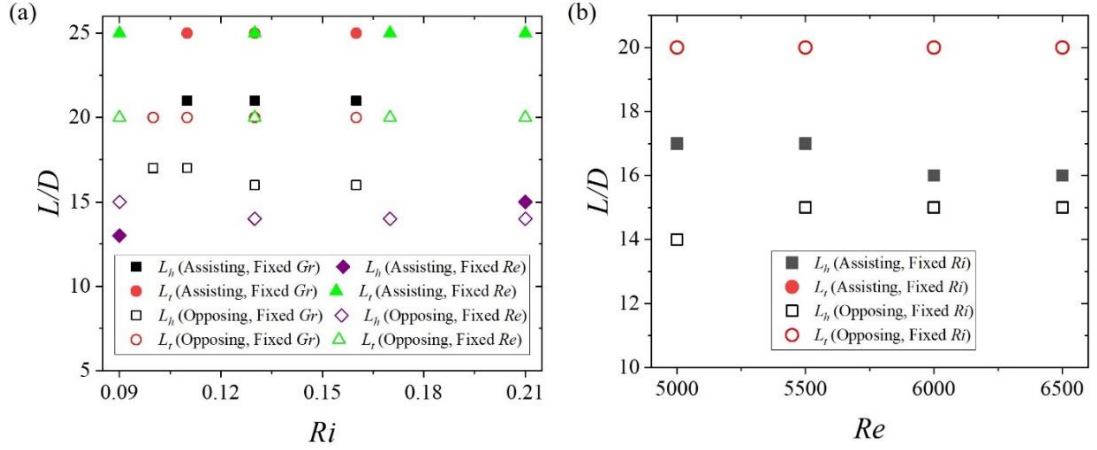 (a)
25
20
15
10
5
L/D
0.09
0.12
0.15
0.18
0.21
Ri
L_h (Assisting, Fixed Gr)
L_t (Assisting, Fixed Gr)
L_h (Opposing, Fixed Gr)
L_t (Opposing, Fixed Gr)
L_h (Assisting, Fixed Re)
L_t (Assisting, Fixed Re)
L_h (Opposing, Fixed Re)
L_t (Opposing, Fixed Re)
(b)
20
18
16
14
12
10
L/D
5000
5500
6000
6500
Re
L_h (Assisting, Fixed Ri)
L_t (Assisting, Fixed Ri)
L_h (Opposing, Fixed Ri)
L_t (Opposing, Fixed Ri)